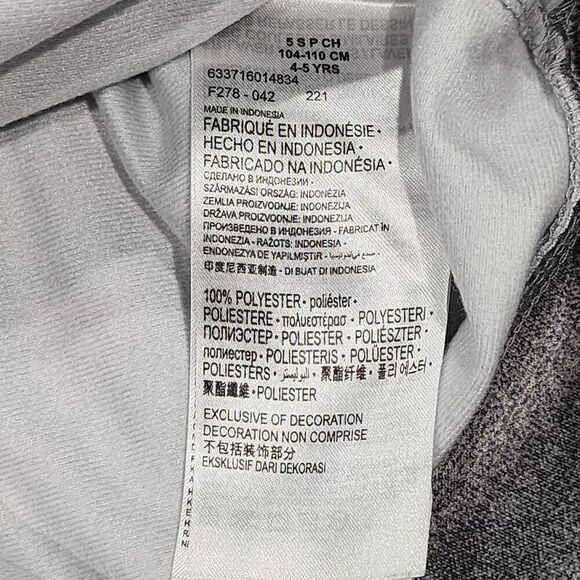 5 S P CH
104-110 CM
4-5 YRS
633716014834
F278 - 042 221
MADE IN INDONESIA
FABRIQUÉ EN INDONÉSIE •
HECHO EN INDONESIA •
FABRICADO NA INDONÉSIA •
СДЕЛАНО В ИНДОНЕЗИИ -
SZÁRMAZÁSI ORSZÁG: INDONÉZIA
ZEMLJA PROIZVODNJE: INDONEZIJA
DRŽAVA PROIZVODNJE: INDONEZIJA
ПРОИЗВЕДЕНО В ИНДОНЕЗИЯ - FABRICAT ÎN
INDONEZIA - RAŽOTS: INDONESIA -
ENDONEZYA'DE YAPILMIŞTIR -
印度尼西亚制造 - DI BUAT DI INDONESIA
100% POLYESTER • poliéster •
POLIESTERE • πολυεστέρασ • POLYESTERI •
ПОЛИЭСТЕР • POLIESTER • POLIÉSZTER •
полиестер • POLIESTERIS • POLÜESTER •
POLIESTERS • البوليستر • 聚酯纤维 • 폴리 에스터 •
聚酯纖維 • POLIESTER
EXCLUSIVE OF DECORATION
DECORATION NON COMPRISE
不包括装饰部分
EKSKLUSIF DARI DEKORASI